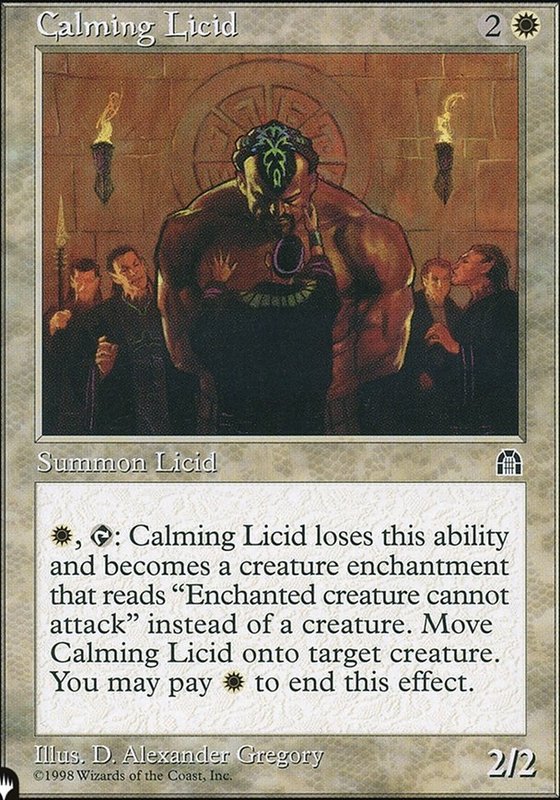 Calming Licid 2
Summon Licid
, : Calming Licid loses this ability
and becomes a creature enchantment
that reads “Enchanted creature cannot
attack” instead of a creature. Move
Calming Licid onto target creature.
You may pay to end this effect.
Illus. D. Alexander Gregory
©1998 Wizards of the Coast, Inc.
2/2